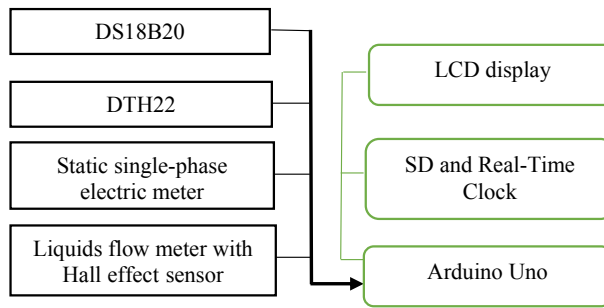 DS18B20
DTH22
Static single-phase
electric meter
Liquids flow meter with
Hall effect sensor
LCD display
SD and Real-Time
Clock
Arduino Uno